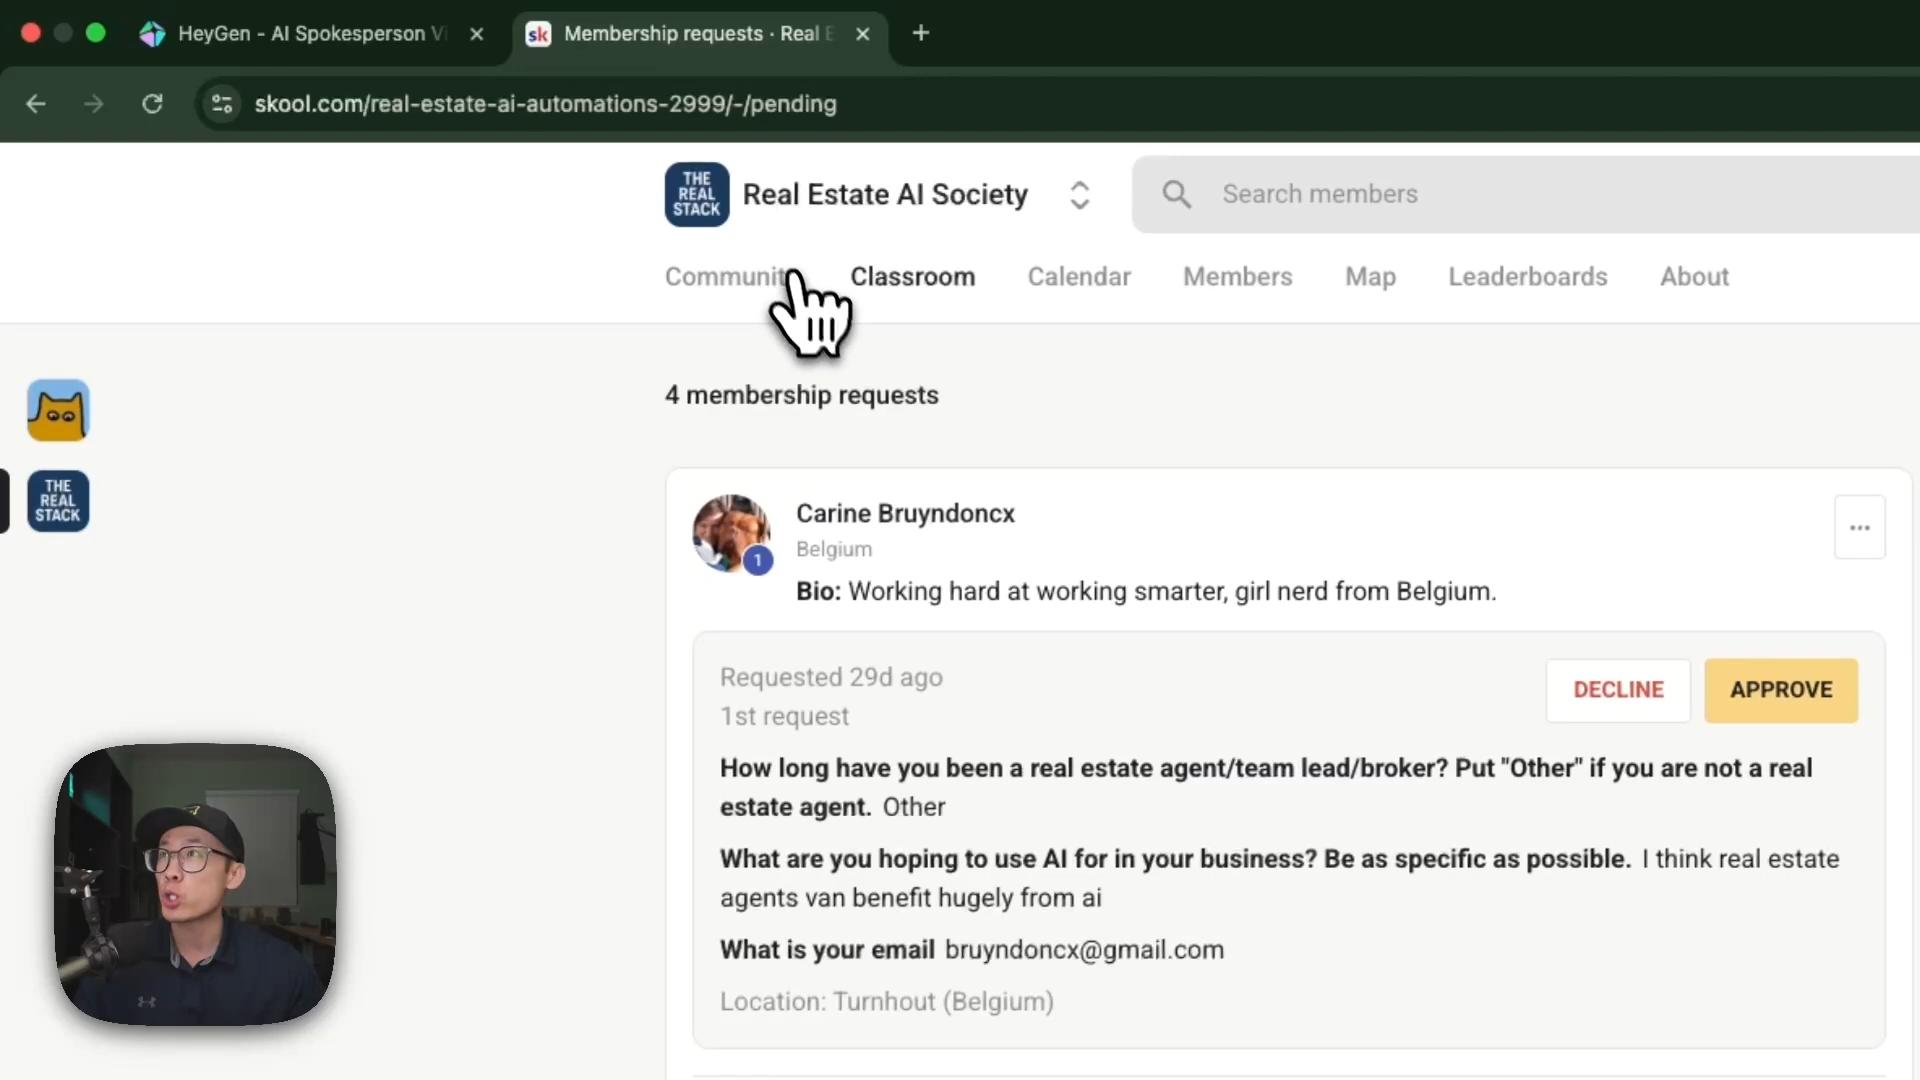 HeyGen - AI Spokesperson Vi
sk Membership requests · Real E
skool.com/real-estate-ai-automations-2999/-/pending
THE
REAL
STACK
Real Estate AI Society
Search members
Communit Classroom Calendar Members Map Leaderboards About
4 membership requests
THE
REAL
STACK
Carine Bruyndoncx
1
Belgium
Bio: Working hard at working smarter, girl nerd from Belgium.
Requested 29d ago
1st request
DECLINE
APPROVE
How long have you been a real estate agent/team lead/broker? Put "Other" if you are not a real
estate agent. Other
What are you hoping to use AI for in your business? Be as specific as possible. I think real estate
agents van benefit hugely from ai
What is your email bruyndoncx@gmail.com
Location: Turnhout (Belgium)